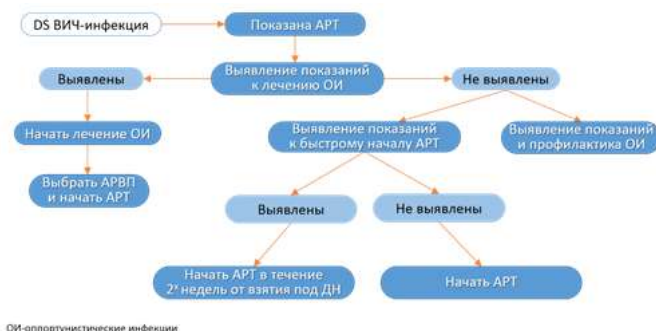 DS ВИЧ-инфекция
Показана АРТ
Выявлены
Выявление показаний
к лечению ОИ
Не выявлены
Начать лечение ОИ
Выявление показаний
к быстрому началу АРТ
Выявление показаний
и профилактика ОИ
Выбрать АРВП
и начать АРТ
Выявлены
Не выявлены
Начать АРТ в течение
2ˣ недель от взятия под ДН
Начать АРТ
ОИ-оппортунистические инфекции